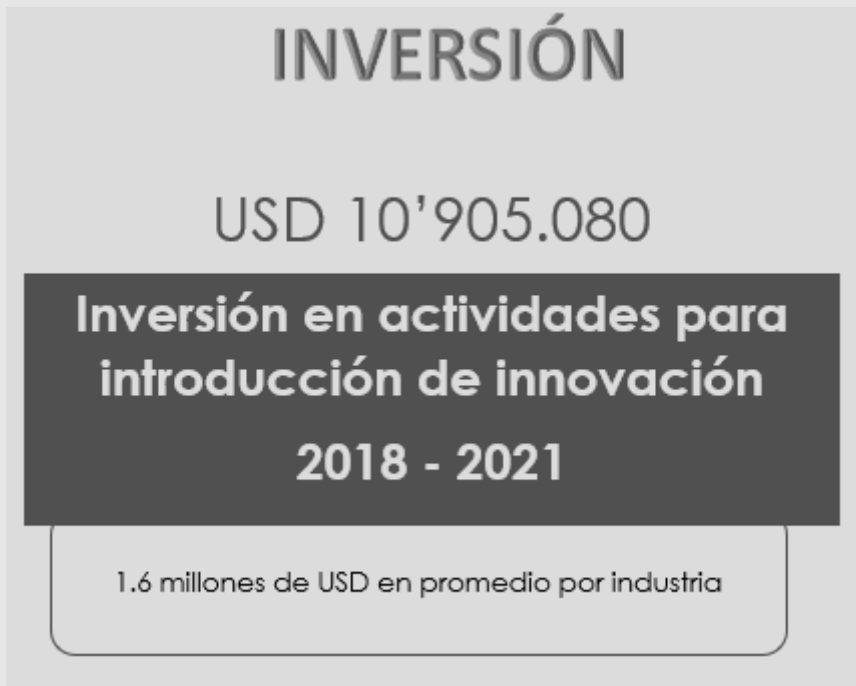 INVERSIÓN
USD 10’905.080
Inversión en actividades para
introducción de innovación
2018 - 2021
1.6 millones de USD en promedio por industria